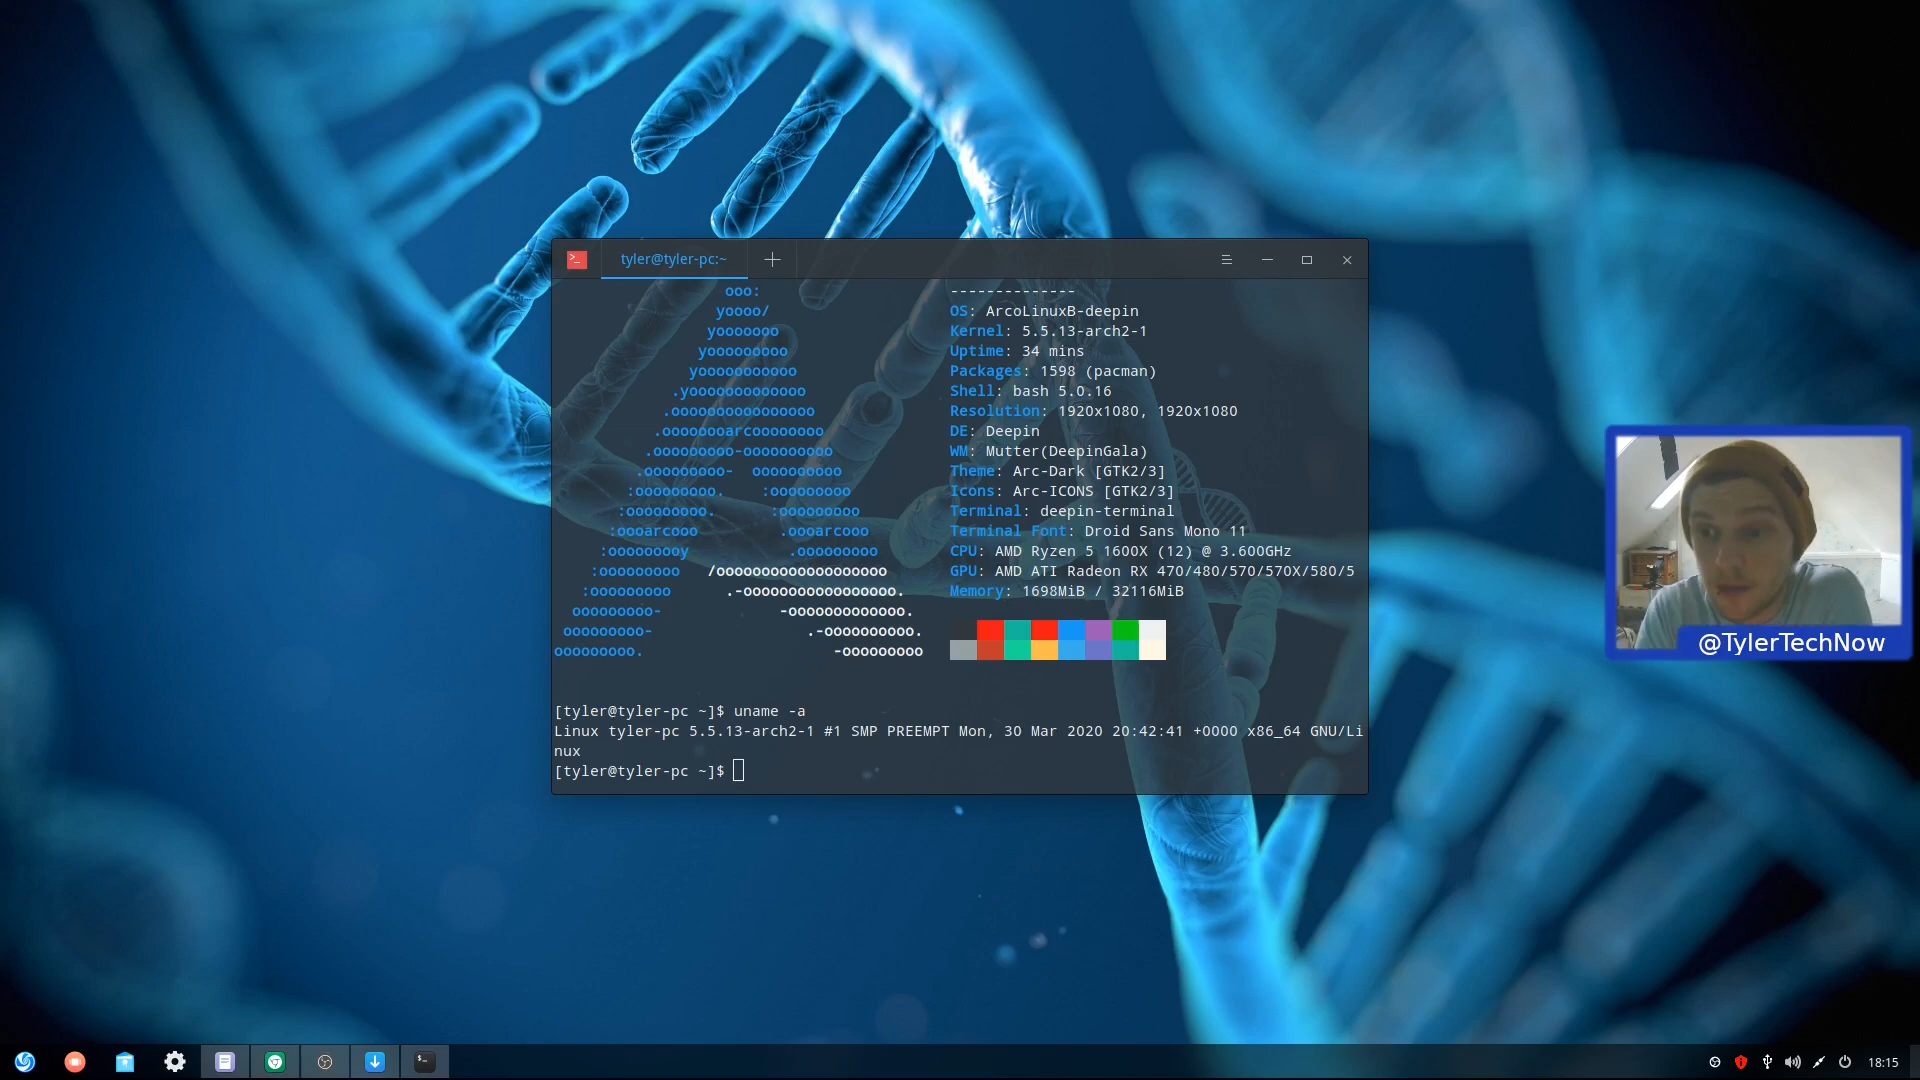 tyler@tyler-pc:~
ooo: --------------
yoooo/ OS: ArcoLinuxB-deepin
yooooooo Kernel: 5.5.13-arch2-1
yooooooooo Uptime: 34 mins
yooooooooooo Packages: 1598 (pacman)
.yooooooooooooo Shell: bash 5.0.16
.oooooooooooooooo Resolution: 1920x1080, 1920x1080
.ooooooooarcoooooooo DE: Deepin
.ooooooooo-oooooooooo WM: Mutter(DeepinGala)
.ooooooooo-  oooooooooo Theme: Arc-Dark [GTK2/3]
:ooooooooo.    :ooooooooo Icons: Arc-ICONS [GTK2/3]
:ooooooooo.      :ooooooooo Terminal: deepin-terminal
:oooarcooo         .oooarcooo Terminal Font: Droid Sans Mono 11
:ooooooooy           .ooooooooo CPU: AMD Ryzen 5 1600X (12) @ 3.600GHz
:ooooooooo   /ooooooooooooooooooo GPU: AMD ATI Radeon RX 470/480/570/570X/580/5
:ooooooooo      .-ooooooooooooooooo. Memory: 1698MiB / 32116MiB
ooooooooo-             -ooooooooooooo.
ooooooooo-                 .-oooooooooo.
ooooooooo.                     -ooooooooo
[tyler@tyler-pc ~]$ uname -a
Linux tyler-pc 5.5.13-arch2-1 #1 SMP PREEMPT Mon, 30 Mar 2020 20:42:41 +0000 x86_64 GNU/Li
nux
[tyler@tyler-pc ~]$
@TylerTechNow
18:15